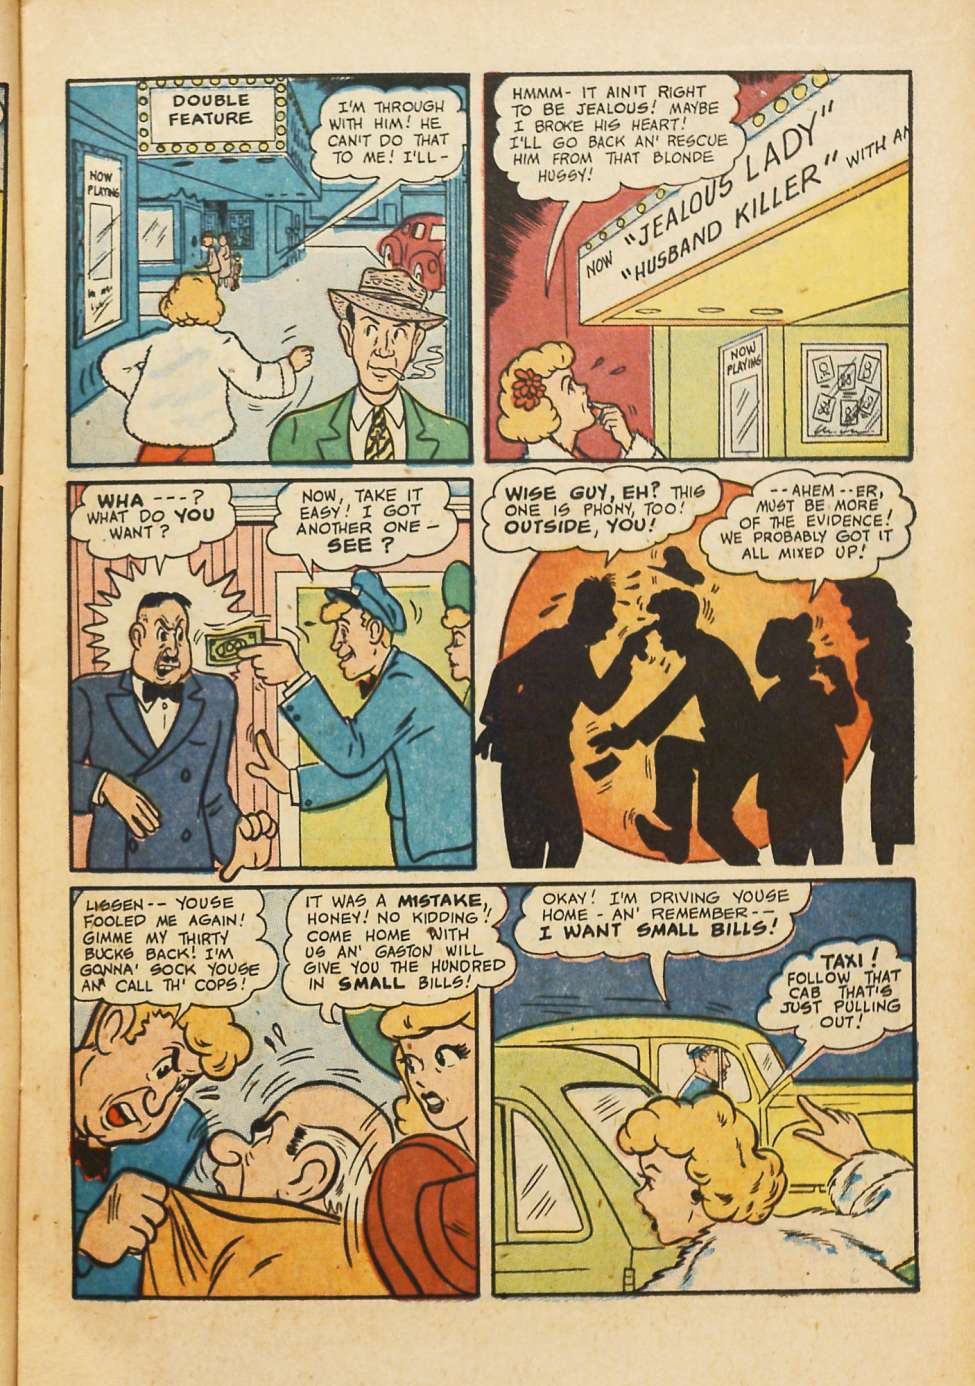 DOUBLE
FEATURE
I'M THROUGH
WITH HIM! HE
CAN'T DO THAT
TO ME! I'LL-
NOW
PLAYING
HMMM- IT AIN'T RIGHT
TO BE JEALOUS! MAYBE
I BROKE HIS HEART!
I'LL GO BACK AN' RESCUE
HIM FROM THAT BLONDE
HUSSY!
NOW "JEALOUS LADY"
"HUSBAND KILLER" WITH AN
NOW
PLAYING
WHA ---?
WHAT DO YOU
WANT?
NOW, TAKE IT
EASY! I GOT
ANOTHER ONE -
SEE?
100
WISE GUY, EH? THIS
ONE IS PHONY, TOO!
OUTSIDE, YOU!
--AHEM--ER,
MUST BE MORE
OF THE EVIDENCE!
WE PROBABLY GOT IT
ALL MIXED UP!
LISSEN-- YOUSE
FOOLED ME AGAIN!
GIMME MY THIRTY
BUCKS BACK! I'M
GONNA' SOCK YOUSE
AN' CALL TH' COPS!
IT WAS A MISTAKE,
HONEY! NO KIDDING!
COME HOME WITH
US AN' GASTON WILL
GIVE YOU THE HUNDRED
IN SMALL BILLS!
OKAY! I'M DRIVING YOUSE
HOME - AN' REMEMBER--
I WANT SMALL BILLS!
TAXI!
FOLLOW THAT
CAB THAT'S
JUST PULLING
OUT!